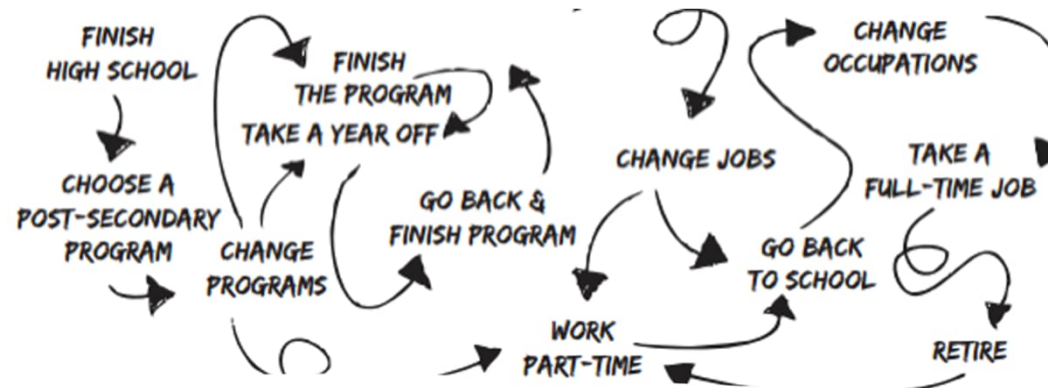 FINISH
HIGH SCHOOL
CHOOSE A
POST-SECONDARY
PROGRAM
CHANGE
PROGRAMS
FINISH
THE PROGRAM
TAKE A YEAR OFF
GO BACK &
FINISH PROGRAM
WORK
PART-TIME
CHANGE JOBS
GO BACK
TO SCHOOL
CHANGE
OCCUPATIONS
TAKE A
FULL-TIME JOB
RETIRE